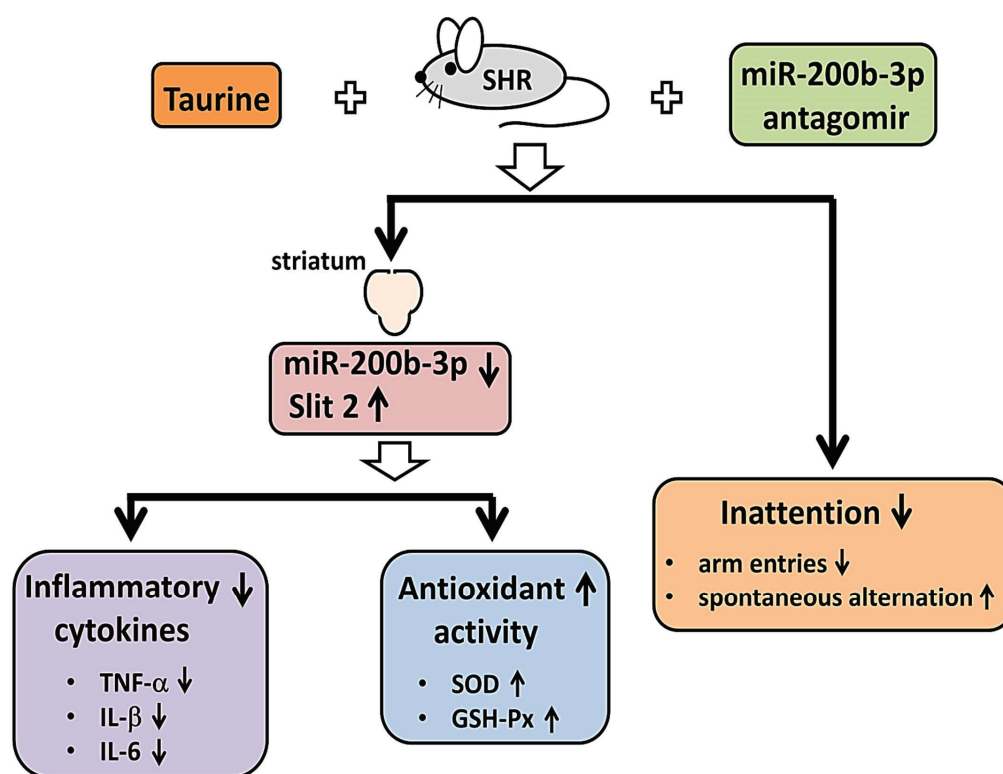 Taurine
SHR
miR-200b-3p
antagomir
striatum
miR-200b-3p ↓
Slit 2 ↑
Inflammatory ↓
cytokines
• TNF-α ↓
• IL-β ↓
• IL-6 ↓
Antioxidant ↑
activity
• SOD ↑
• GSH-Px ↑
Inattention ↓
• arm entries ↓
• spontaneous alternation ↑